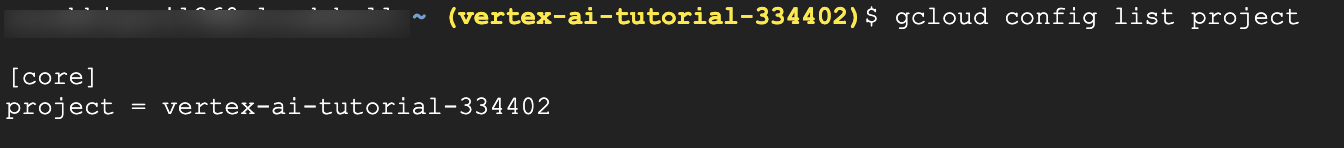 ~ (vertex-ai-tutorial-334402)$ gcloud config list project
[core]
project = vertex-ai-tutorial-334402